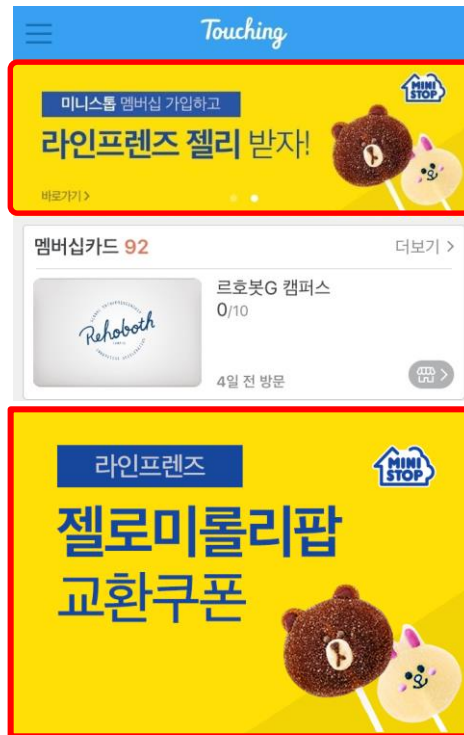 Touching
미니스톱 멤버십 가입하고
MINI
STOP
라인프렌즈 젤리 받자!
바로가기 >
멤버십카드 92
더보기 >
르호봇G 캠퍼스
0/10
Rehoboth
4일 전 방문
라인프렌즈
MINI
STOP
젤로미롤리팝
교환쿠폰